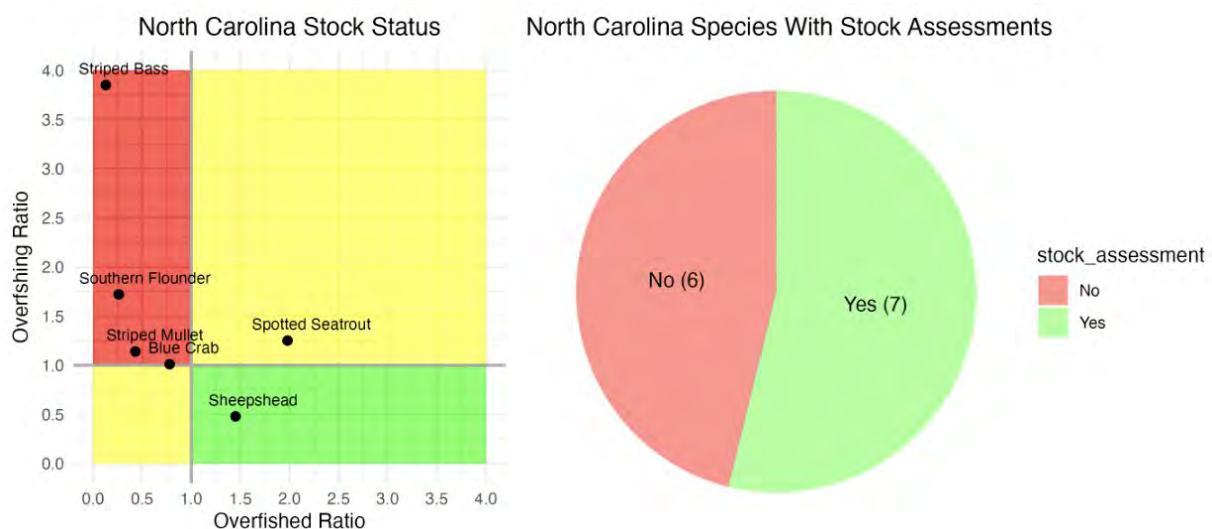 North Carolina Stock Status
Overfishing Ratio
4.0
3.5
3.0
2.5
2.0
1.5
1.0
0.5
0.0
Striped Bass
Southern Flounder
Striped Mullet
Blue Crab
Spotted Seatrout
Sheepshead
0.0 0.5 1.0 1.5 2.0 2.5 3.0 3.5 4.0
Overfished Ratio
North Carolina Species With Stock Assessments
No (6)
Yes (7)
stock_assessment
No
Yes